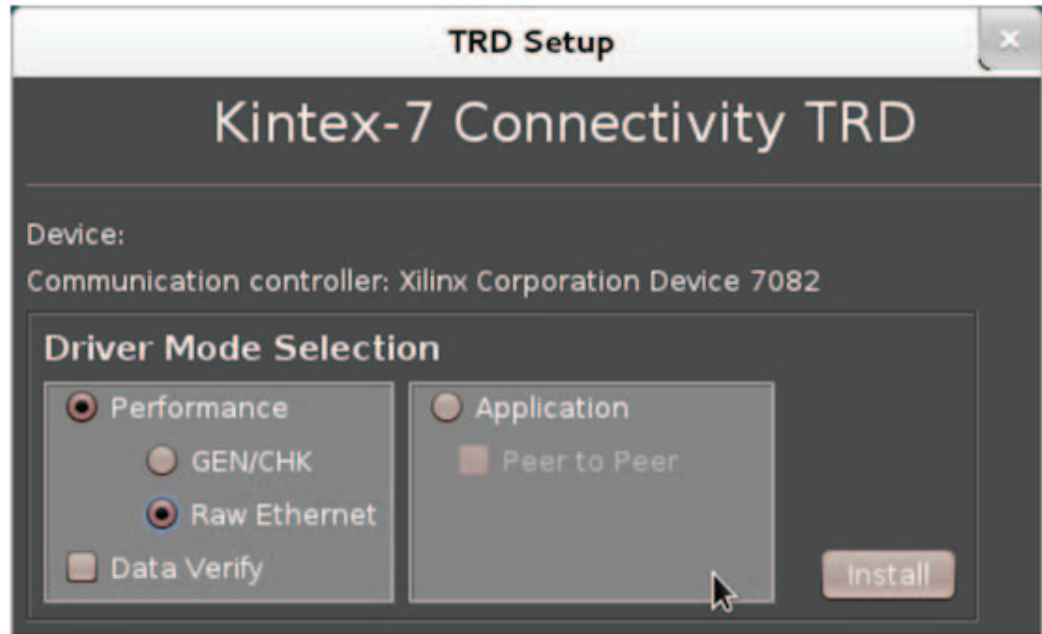 TRD Setup
Kintex-7 Connectivity TRD
Device:
Communication controller: Xilinx Corporation Device 7082
Driver Mode Selection
Performance
GEN/CHK
Raw Ethernet
Data Verify
Application
Peer to Peer
Install